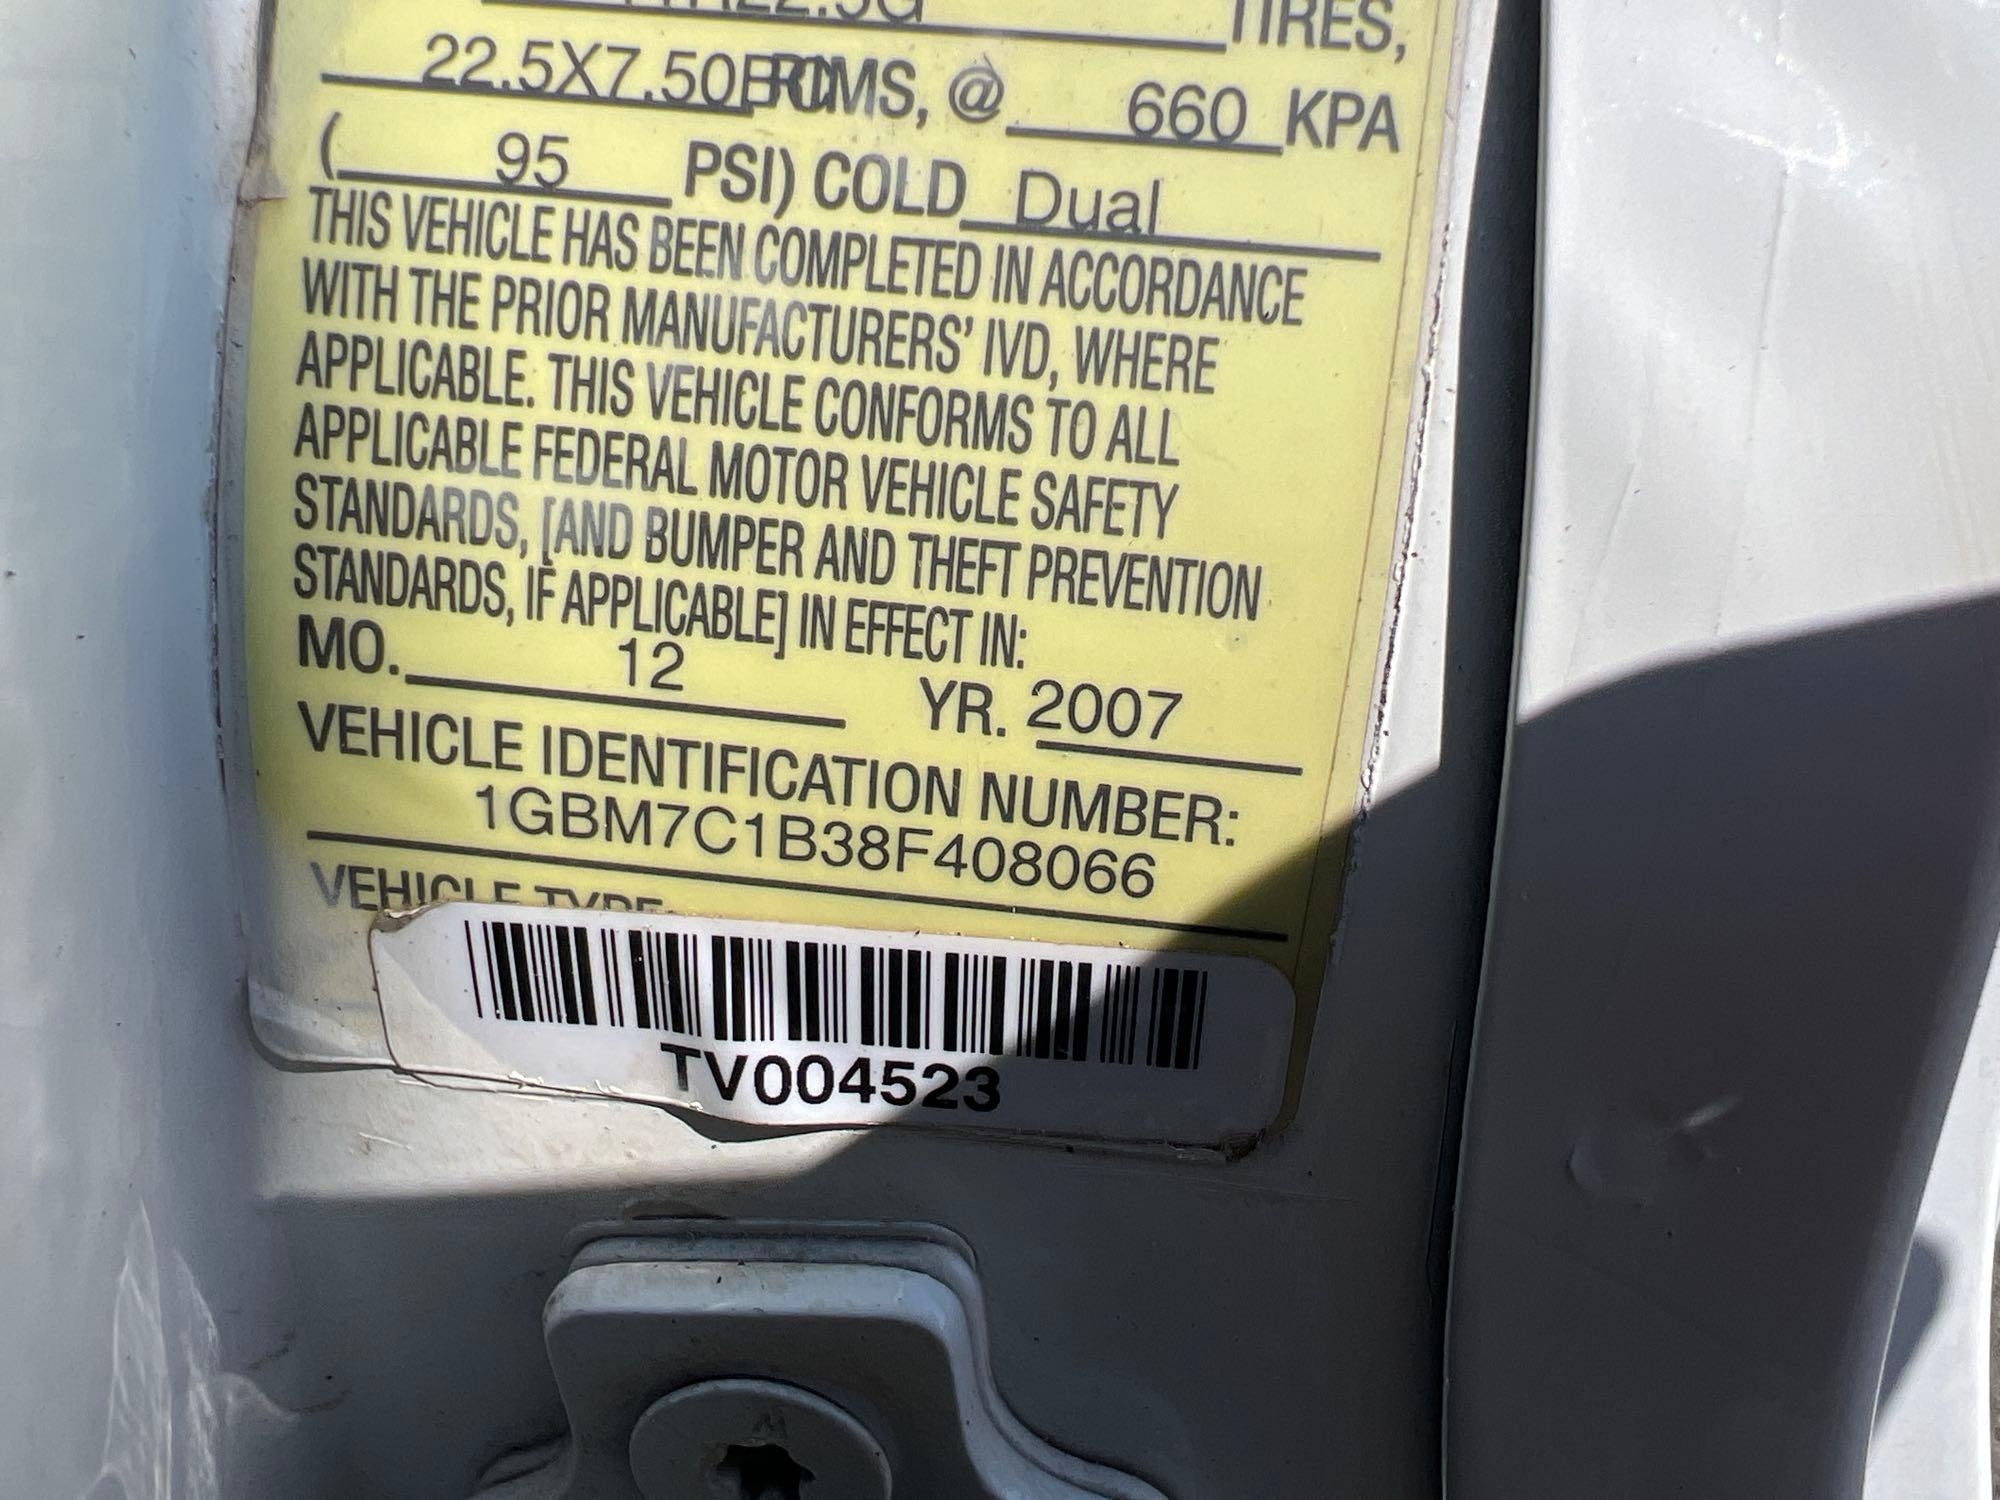 TIRES,
22.5X7.50 RIMS, @ 660 KPA
( 95 PSI) COLD Dual
THIS VEHICLE HAS BEEN COMPLETED IN ACCORDANCE
WITH THE PRIOR MANUFACTURERS' IVD, WHERE
APPLICABLE. THIS VEHICLE CONFORMS TO ALL
APPLICABLE FEDERAL MOTOR VEHICLE SAFETY
STANDARDS, [AND BUMPER AND THEFT PREVENTION
STANDARDS, IF APPLICABLE] IN EFFECT IN:
MO. 12 YR. 2007
VEHICLE IDENTIFICATION NUMBER:
1GBM7C1B38F408066
VEHICLE TYPE:
TV004523